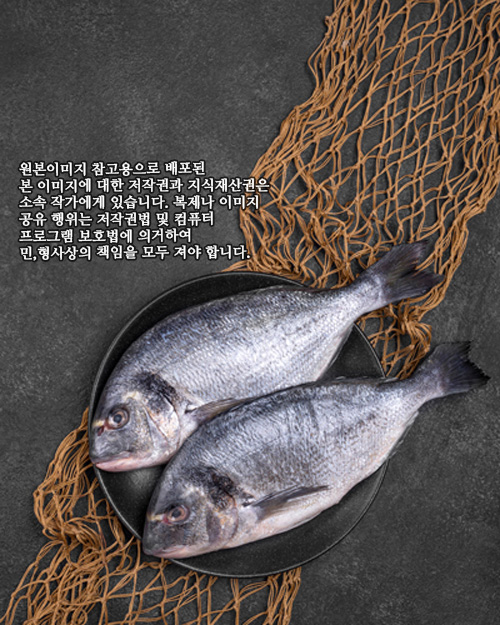 원본이미지 참고용으로 배포된
본 이미지에 대한 저작권과 지식재산권은
소속 작가에게 있습니다. 복제나 이미지
공유 행위는 저작권법 및 컴퓨터
프로그램 보호법에 의거하여
민,형사상의 책임을 모두 져야 합니다.